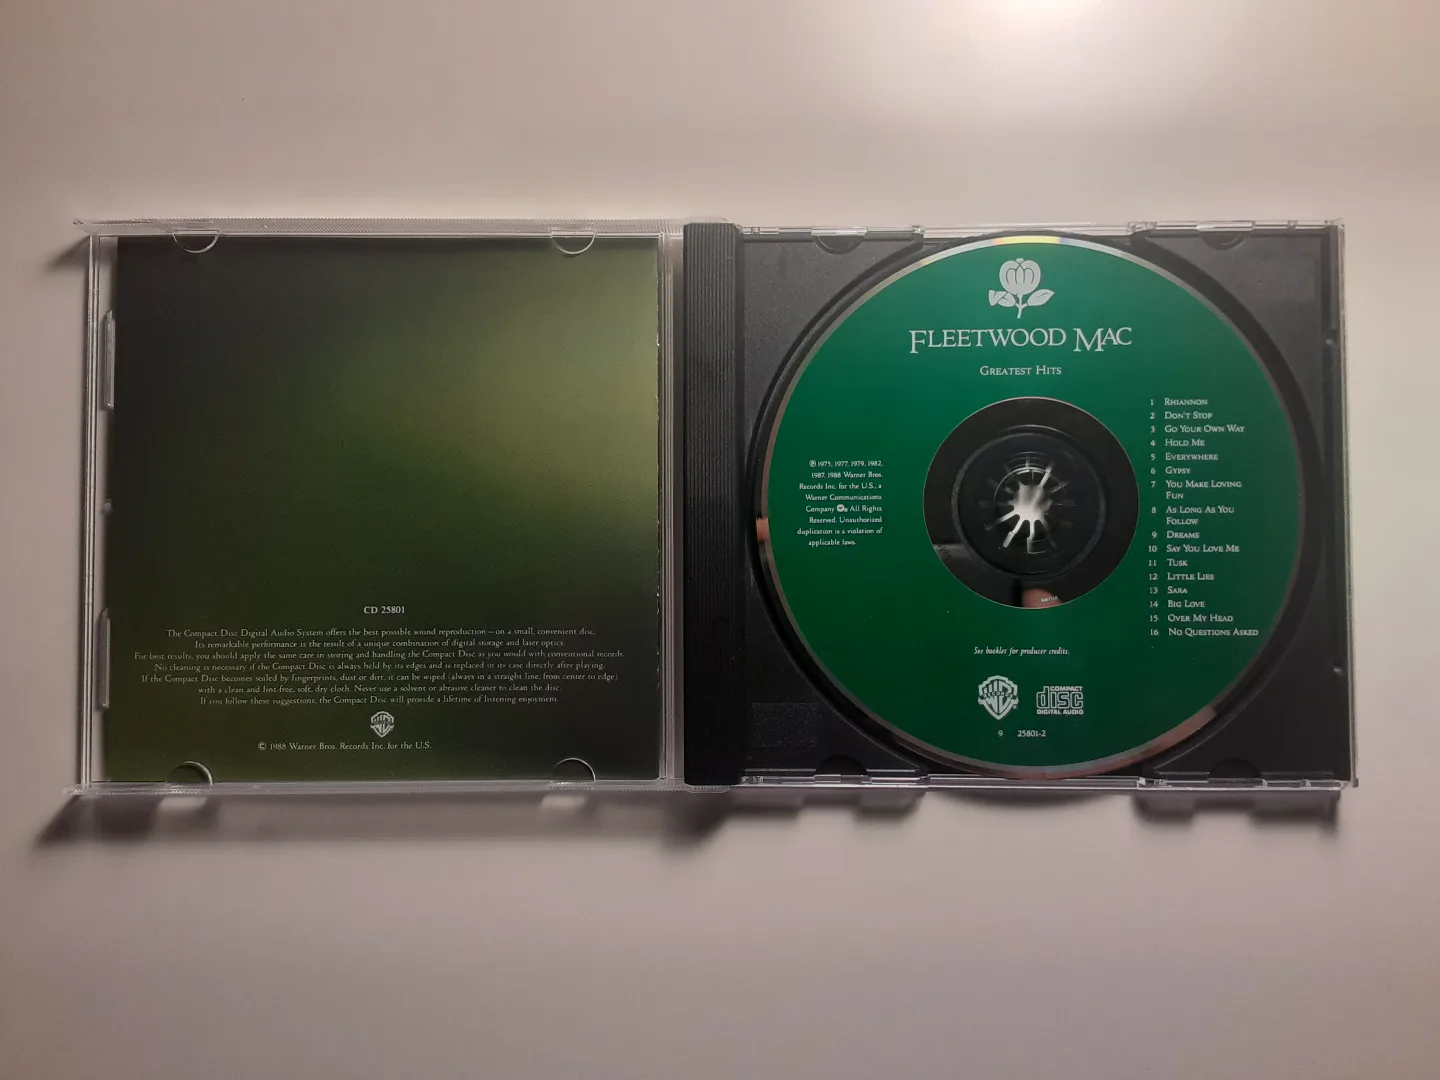 CD 25801
The Compact Disc Digital Audio System offers the best possible sound reproduction—on a small, convenient disc.
Its remarkable performance is the result of a unique combination of digital storage and laser optics.
For best results, you should apply the same care in storing and handling the Compact Disc as you would with conventional records.
No cleaning is necessary if the Compact Disc is always held by its edges and is replaced in its case directly after playing.
If the Compact Disc becomes soiled by fingerprints, dust or dirt, it can be wiped (always in a straight line, from center to edge)
with a clean and lint-free, soft, dry cloth. Never use a solvent or abrasive cleaner to clean the disc.
If you follow these suggestions, the Compact Disc will provide a lifetime of listening enjoyment.
© 1988 Warner Bros. Records Inc. for the U.S.
FLEETWOOD MAC
GREATEST HITS
℗ 1975, 1977, 1979, 1982,
1987, 1988 Warner Bros.
Records Inc. for the U.S., a
Warner Communications
Company All Rights
Reserved. Unauthorized
duplication is a violation of
applicable laws.
1 RHIANNON
2 DON'T STOP
3 GO YOUR OWN WAY
4 HOLD ME
5 EVERYWHERE
6 GYPSY
7 YOU MAKE LOVING
FUN
8 AS LONG AS YOU
FOLLOW
9 DREAMS
10 SAY YOU LOVE ME
11 TUSK
12 LITTLE LIES
13 SARA
14 BIG LOVE
15 OVER MY HEAD
16 NO QUESTIONS ASKED
See booklet for producer credits.
RECORDS
COMPACT
disc
DIGITAL AUDIO
9 25801-2